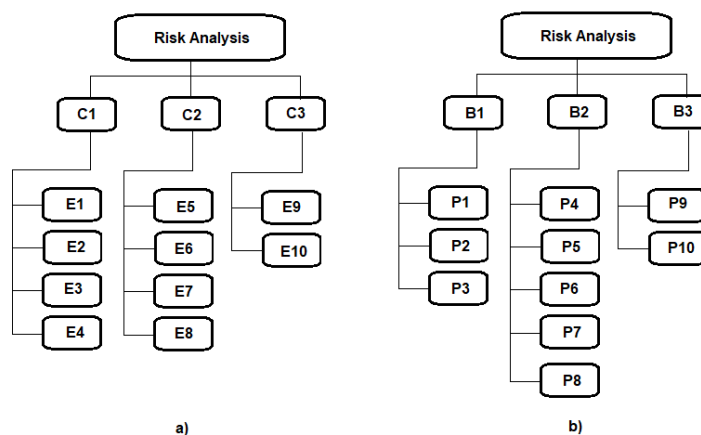 Risk Analysis
C1
C2
C3
E1
E2
E3
E4
E5
E6
E7
E8
E9
E10
a)
Risk Analysis
B1
B2
B3
P1
P2
P3
P4
P5
P6
P7
P8
P9
P10
b)